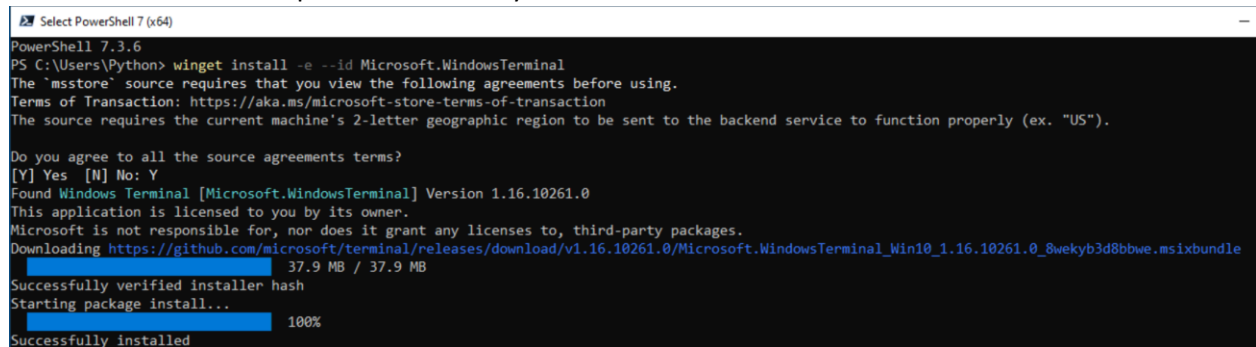 Select PowerShell 7 (x64)
PowerShell 7.3.6
PS C:\Users\Python> winget install -e --id Microsoft.WindowsTerminal
The `msstore` source requires that you view the following agreements before using.
Terms of Transaction: https://aka.ms/microsoft-store-terms-of-transaction
The source requires the current machine's 2-letter geographic region to be sent to the backend service to function properly (ex. "US").
Do you agree to all the source agreements terms?
[Y] Yes  [N] No: Y
Found Windows Terminal [Microsoft.WindowsTerminal] Version 1.16.10261.0
This application is licensed to you by its owner.
Microsoft is not responsible for, nor does it grant any licenses to, third-party packages.
Downloading https://github.com/microsoft/terminal/releases/download/v1.16.10261.0/Microsoft.WindowsTerminal_Win10_1.16.10261.0_8wekyb3d8bbwe.msixbundle
37.9 MB / 37.9 MB
Successfully verified installer hash
Starting package install...
100%
Successfully installed